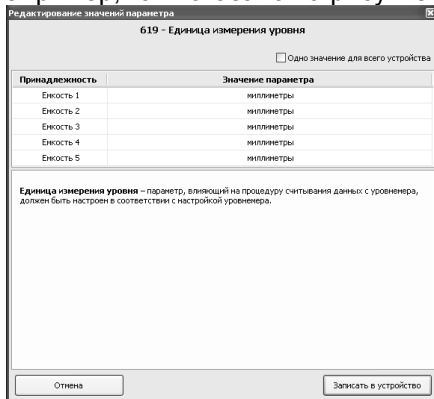 Редактирование значений параметра
619 - Единица измерения уровня
Одно значение для всего устройства
Принадлежность Значение параметра
Емкость 1 миллиметры
Емкость 2 миллиметры
Емкость 3 миллиметры
Емкость 4 миллиметры
Емкость 5 миллиметры
Единица измерения уровня – параметр, влияющий на процедуру считывания данных с уровнемера,
должен быть настроен в соответствии с настройкой уровнемера.
Отмена Записать в устройство